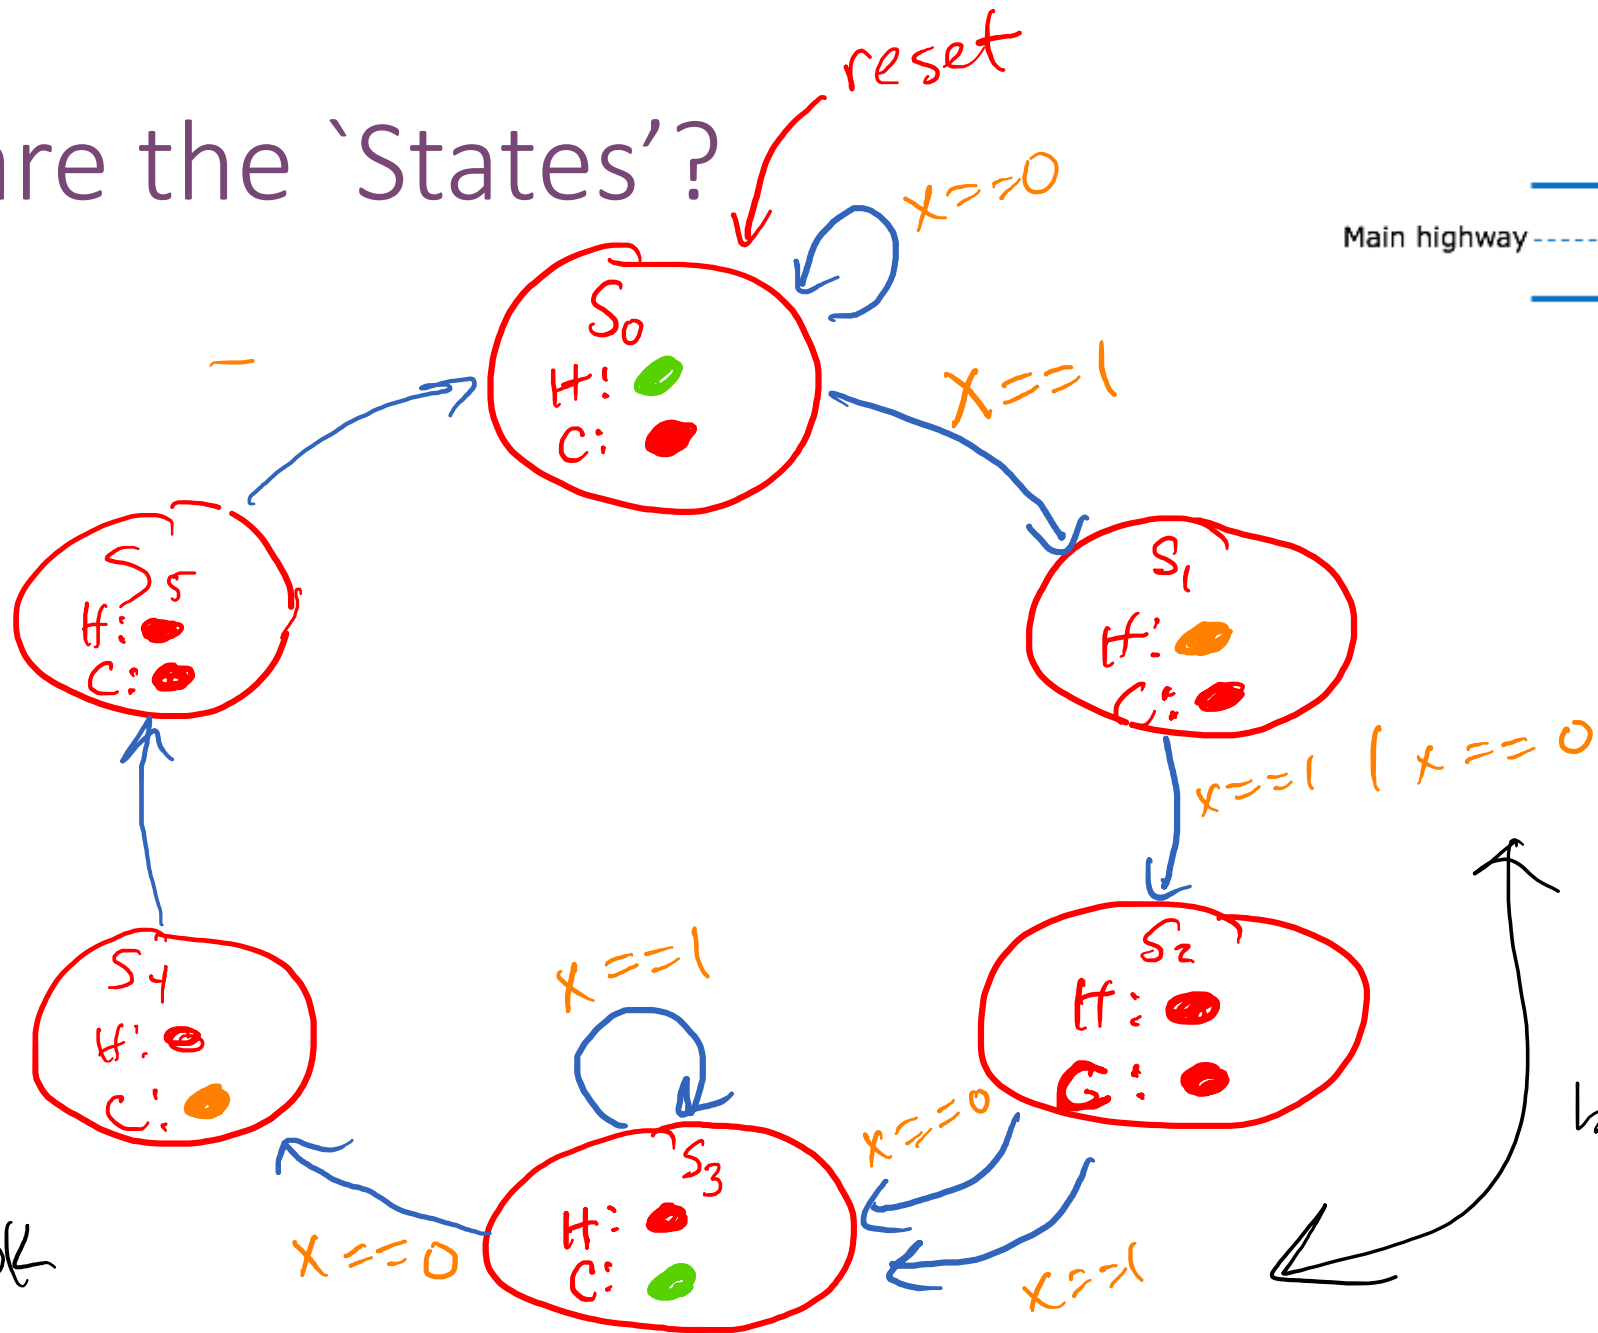 reset
are the `States'?
x==0
Main highway
S0
H:
C:
X==1
S5
H:
C:
S1
H:
C:
x==1 | x == 0
S4
H:
C:
x==1
S2
H:
C:
x==0
S3
H:
C:
x==0
x==1